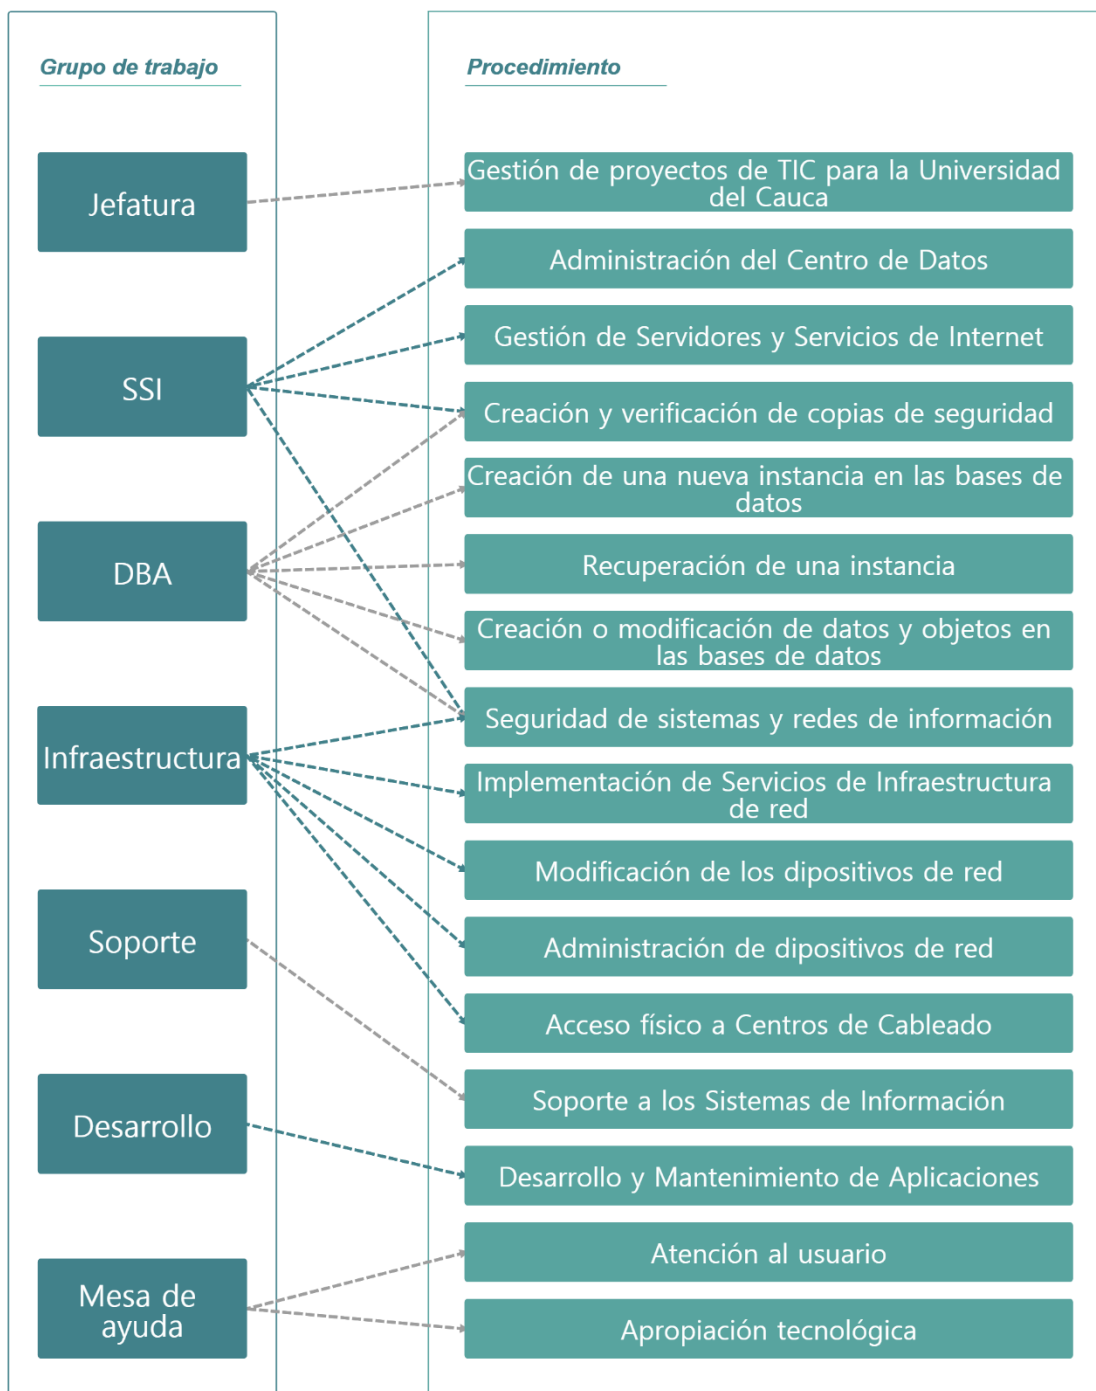 Grupo de trabajo
Procedimiento
Jefatura
SSI
DBA
Infraestructura
Soporte
Desarrollo
Mesa de
ayuda
Gestión de proyectos de TIC para la Universidad
del Cauca
Administración del Centro de Datos
Gestión de Servidores y Servicios de Internet
Creación y verificación de copias de seguridad
Creación de una nueva instancia en las bases de
datos
Recuperación de una instancia
Creación o modificación de datos y objetos en
las bases de datos
Seguridad de sistemas y redes de información
Implementación de Servicios de Infraestructura
de red
Modificación de los dipositivos de red
Administración de dipositivos de red
Acceso físico a Centros de Cableado
Soporte a los Sistemas de Información
Desarrollo y Mantenimiento de Aplicaciones
Atención al usuario
Apropiación tecnológica